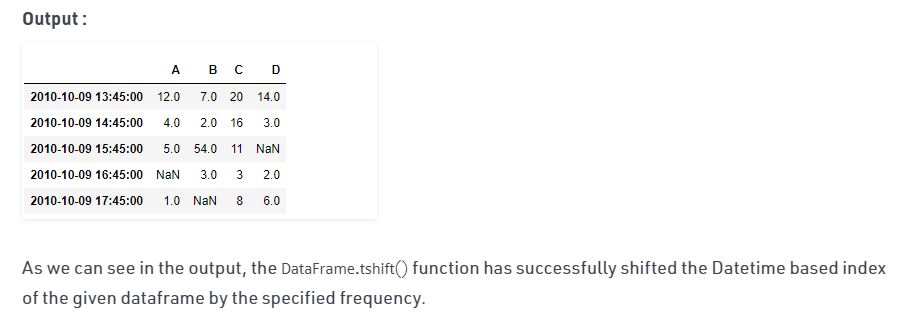 Output :
A B C D
2010-10-09 13:45:00 12.0 7.0 20 14.0
2010-10-09 14:45:00 4.0 2.0 16 3.0
2010-10-09 15:45:00 5.0 54.0 11 NaN
2010-10-09 16:45:00 NaN 3.0 3 2.0
2010-10-09 17:45:00 1.0 NaN 8 6.0
As we can see in the output, the DataFrame.tshift() function has successfully shifted the Datetime based index
of the given dataframe by the specified frequency.